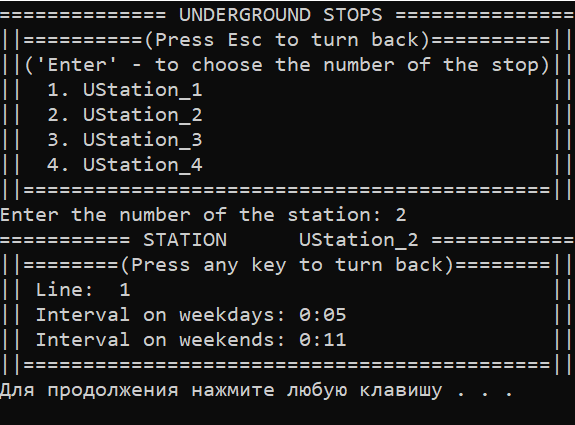 ============== UNDERGROUND STOPS ===============
||==========(Press Esc to turn back)==========||
||('Enter' - to choose the number of the stop)||
||  1. UStation_1                             ||
||  2. UStation_2                             ||
||  3. UStation_3                             ||
||  4. UStation_4                             ||
||============================================||
Enter the number of the station: 2
=========== STATION      UStation_2 ============
||========(Press any key to turn back)========||
|| Line:  1                                   ||
|| Interval on weekdays: 0:05                 ||
|| Interval on weekends: 0:11                 ||
||============================================||
Для продолжения нажмите любую клавишу . . .